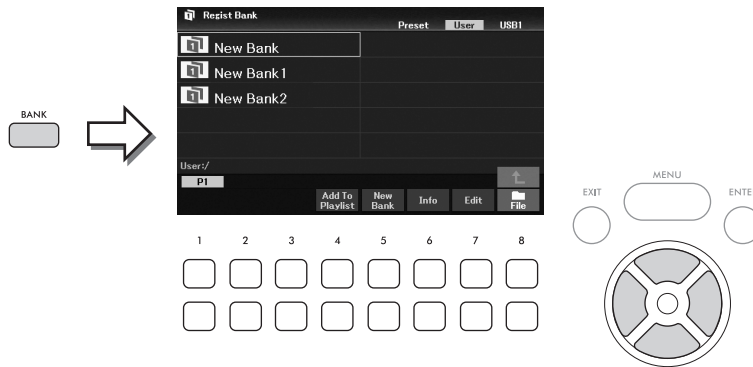 Regist Bank
Preset User USB1
New Bank
New Bank1
New Bank2
BANK
User:/
P1
Add To Playlist
New Bank
Info
Edit
File
EXIT
MENU
ENTE
1 2 3 4 5 6 7 8